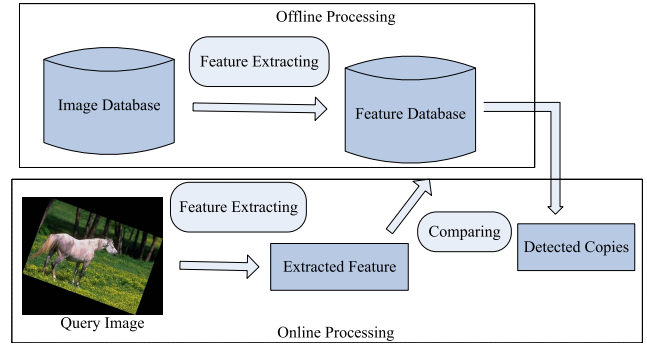 Offline Processing
Feature Extracting
Image Database
Feature Database
Feature Extracting
Comparing
Extracted Feature
Detected Copies
Query Image
Online Processing